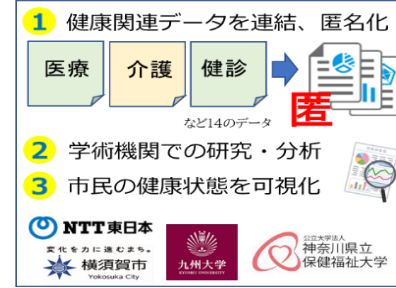 1 健康関連データを連結、匿名化
医療 介護 健診
匿
など14のデータ
2 学術機関での研究・分析
3 市民の健康状態を可視化
NTT東日本
変化を力に進むまち。
横須賀市
Yokosuka City
九州大学
KYUSHU UNIVERSITY
公立大学法人
神奈川県立
保健福祉大学